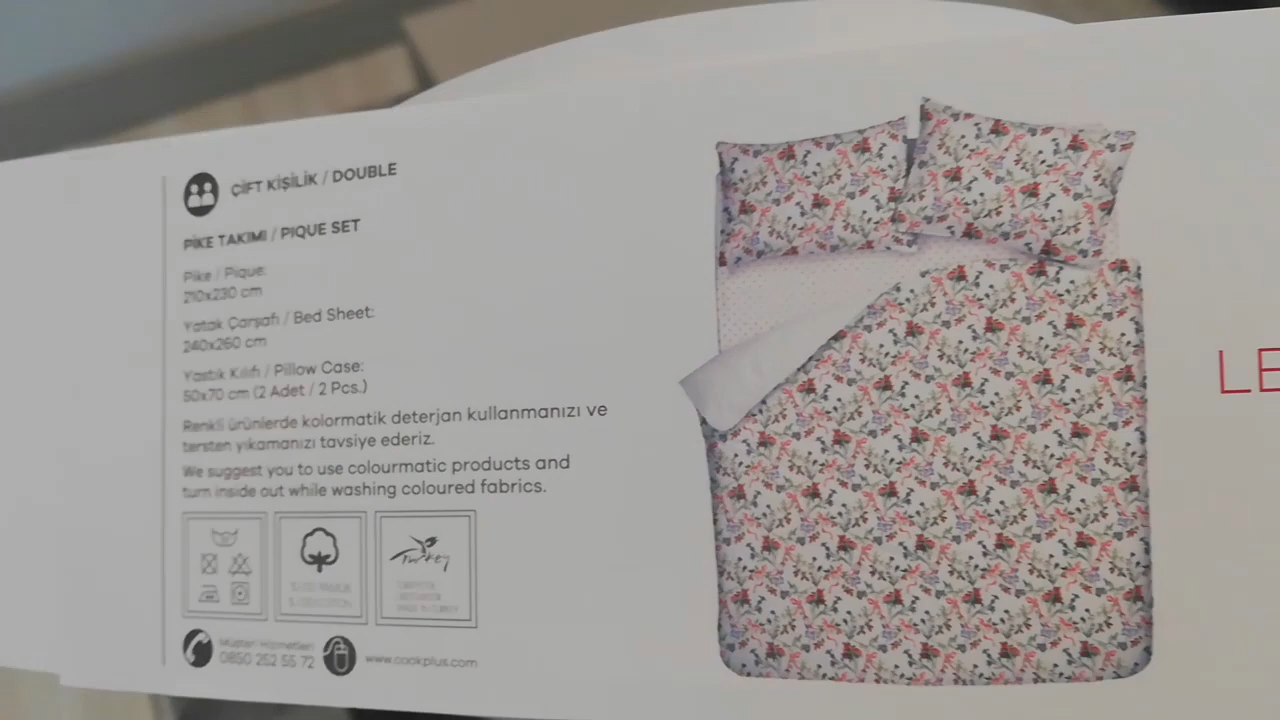 ÇİFT KİŞİLİK / DOUBLE
PİKE TAKIMI / PIQUE SET
Pike / Pique:
210x230 cm
Yatak Çarşafı / Bed Sheet:
240x260 cm
Yastık Kılıfı / Pillow Case:
50x70 cm (2 Adet / 2 Pcs.)
Renkli ürünlerde kolormatik deterjan kullanmanızı ve
tersten yıkamanızı tavsiye ederiz.
We suggest you to use colourmatic products and
turn inside out while washing coloured fabrics.
Turkey
Müşteri Hizmetleri
0850 252 55 72
www.cookplus.com
LE